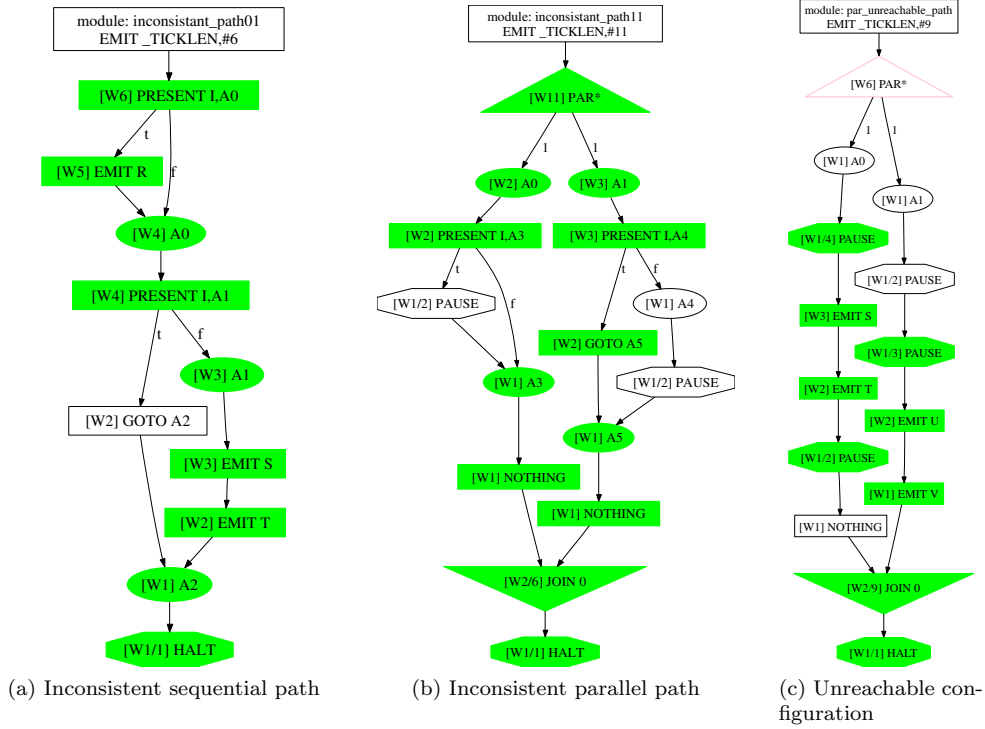 module: inconsistant_path01
EMIT _TICKLEN,#6
[W6] PRESENT I,A0
t
[W5] EMIT R
f
[W4] A0
[W4] PRESENT I,A1
t
f
[W3] A1
[W2] GOTO A2
[W3] EMIT S
[W2] EMIT T
[W1] A2
[W1/1] HALT
(a) Inconsistent sequential path
module: inconsistant_path11
EMIT _TICKLEN,#11
[W11] PAR*
l
l
[W2] A0
[W3] A1
[W2] PRESENT I,A3
[W3] PRESENT I,A4
t
t
f
[W1/2] PAUSE
f
[W1] A4
[W2] GOTO A5
[W1] A3
[W1/2] PAUSE
[W1] A5
[W1] NOTHING
[W1] NOTHING
[W2/6] JOIN 0
[W1/1] HALT
(b) Inconsistent parallel path
module: par_unreachable_path
EMIT _TICKLEN,#9
[W6] PAR*
l
l
[W1] A0
[W1] A1
[W1/4] PAUSE
[W1/2] PAUSE
[W3] EMIT S
[W1/3] PAUSE
[W2] EMIT T
[W2] EMIT U
[W1/2] PAUSE
[W1] EMIT V
[W1] NOTHING
[W2/9] JOIN 0
[W1/1] HALT
(c) Unreachable con-
figuration